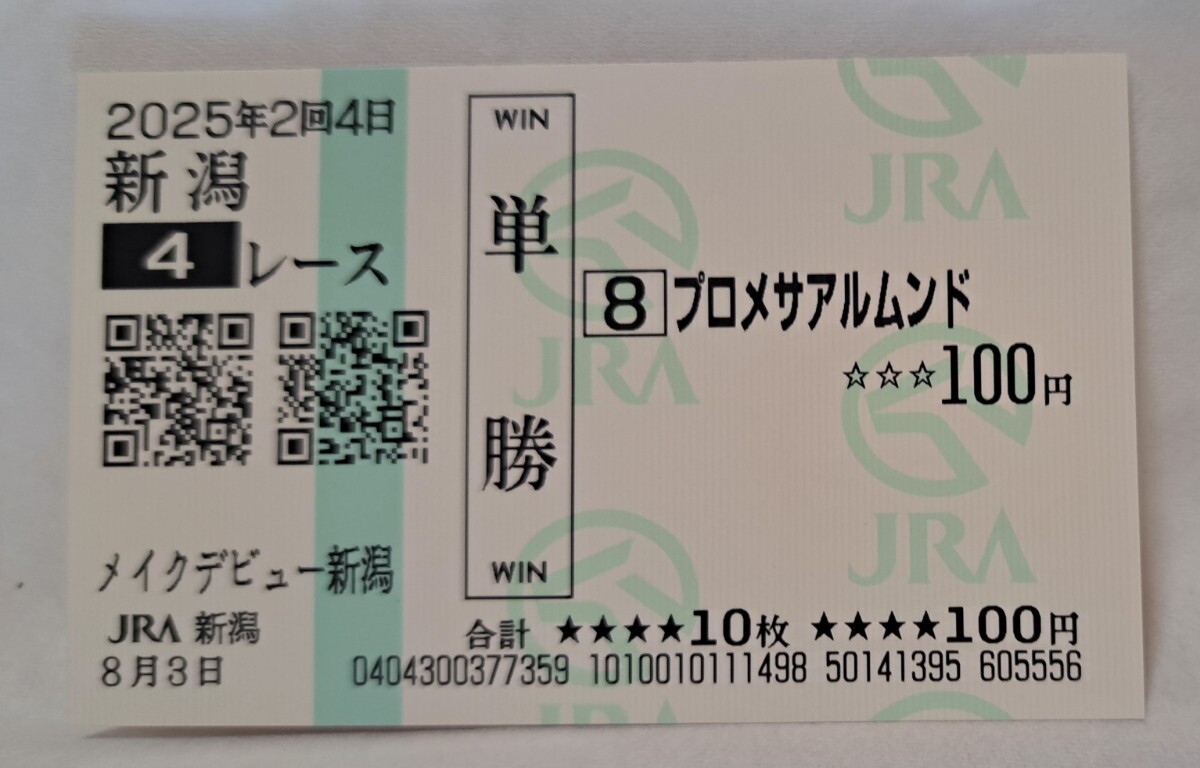 2025年2回4日
新潟
4レース
メイクデビュー新潟
JRA 新潟
8月3日
WIN
単勝
WIN
8プロメサアルムンド
☆☆☆100円
合計 ★★★★10枚 ★★★★100円
0404300377359 1010010111498 50141395 605556
JRA
JRA
JRA